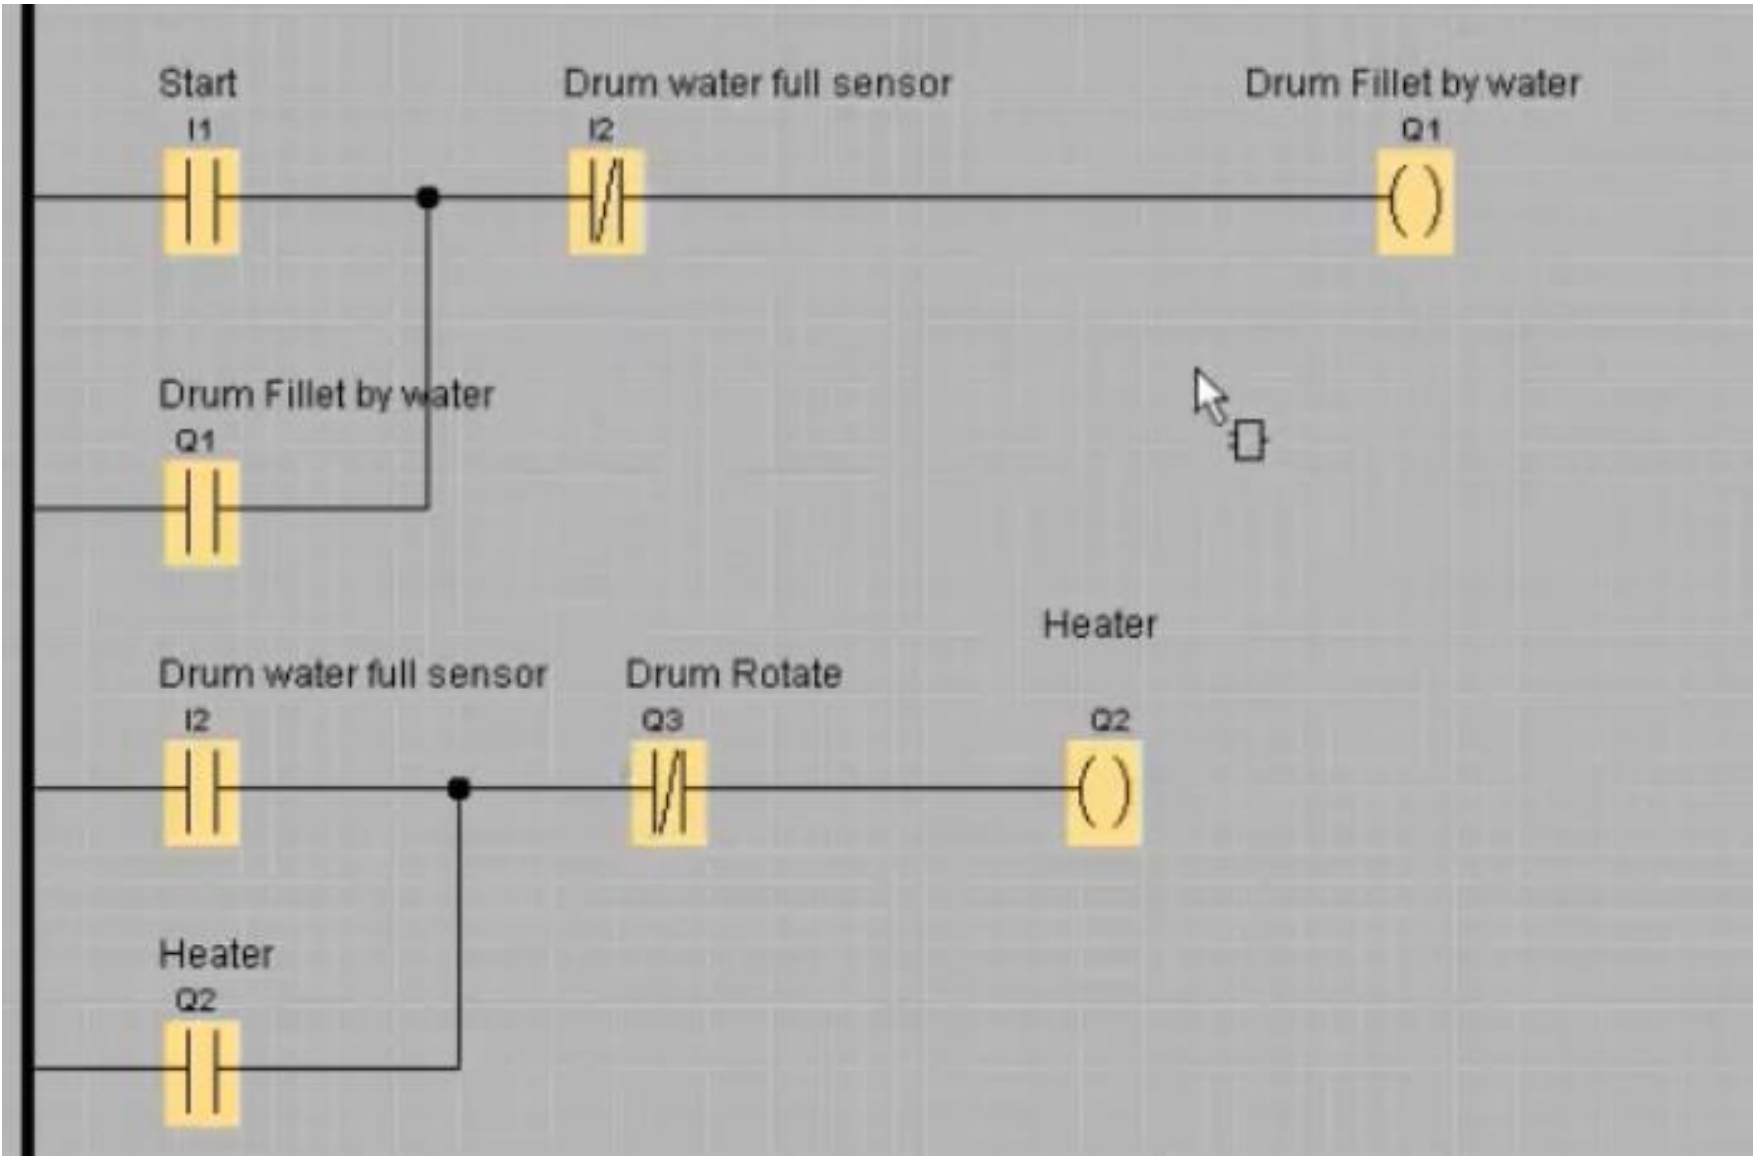 Start
I1
Drum water full sensor
I2
Drum Fillet by water
Q1
Drum Fillet by water
Q1
Heater
Drum water full sensor
I2
Drum Rotate
Q3
Q2
Heater
Q2